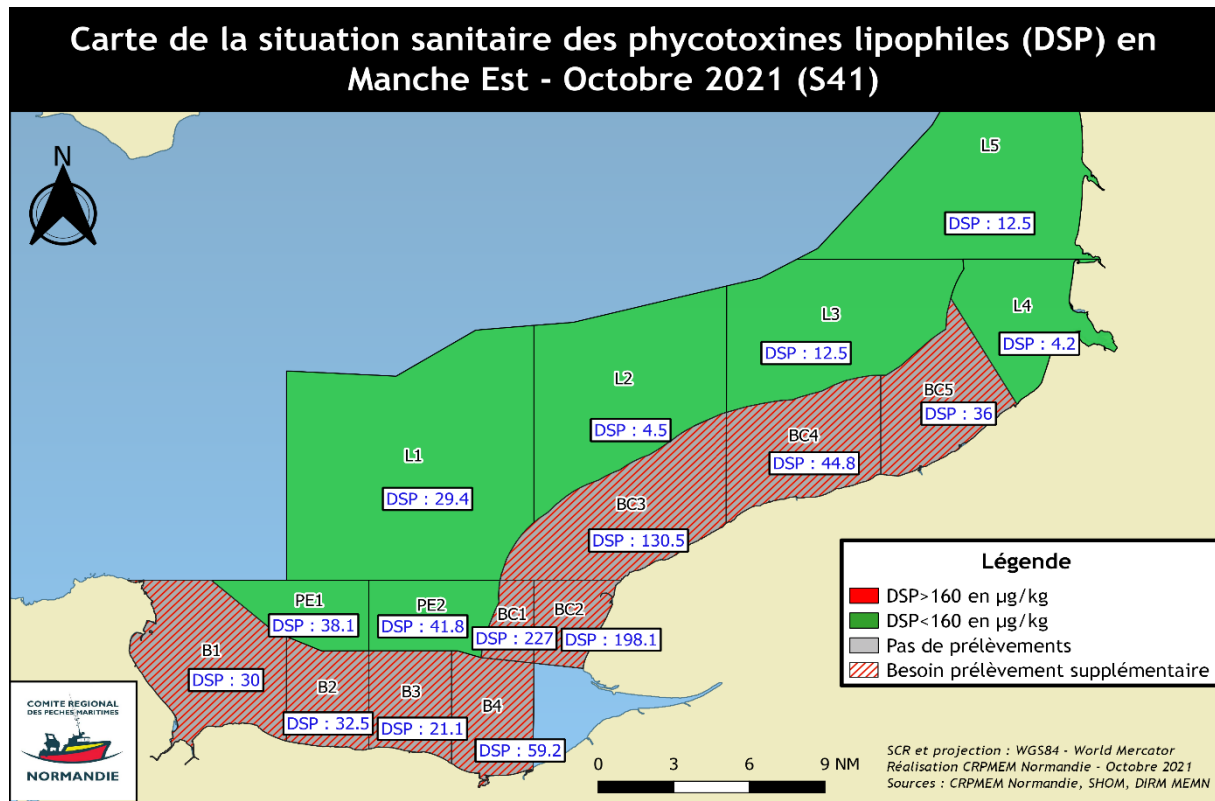 Carte de la situation sanitaire des phycotoxines lipophiles (DSP) en
Manche Est - Octobre 2021 (S41)
N
L5
DSP : 12.5
L4
DSP : 4.2
L3
DSP : 12.5
L2
DSP : 4.5
BC5
DSP : 36
BC4
DSP : 44.8
L1
DSP : 29.4
BC3
DSP : 130.5
PE1
DSP : 38.1
PE2
DSP : 41.8
BC1
DSP : 227
BC2
DSP : 198.1
B1
DSP : 30
B2
DSP : 32.5
B3
DSP : 21.1
B4
DSP : 59.2
Légende
DSP>160 en µg/kg
DSP<160 en µg/kg
Pas de prélèvements
Besoin prélèvement supplémentaire
COMITE REGIONAL
DES PECHES MARITIMES
NORMANDIE
0 3 6 9 NM
SCR et projection : WGS84 - World Mercator
Réalisation CRPMEM Normandie - Octobre 2021
Sources : CRPMEM Normandie, SHOM, DIRM MEMN